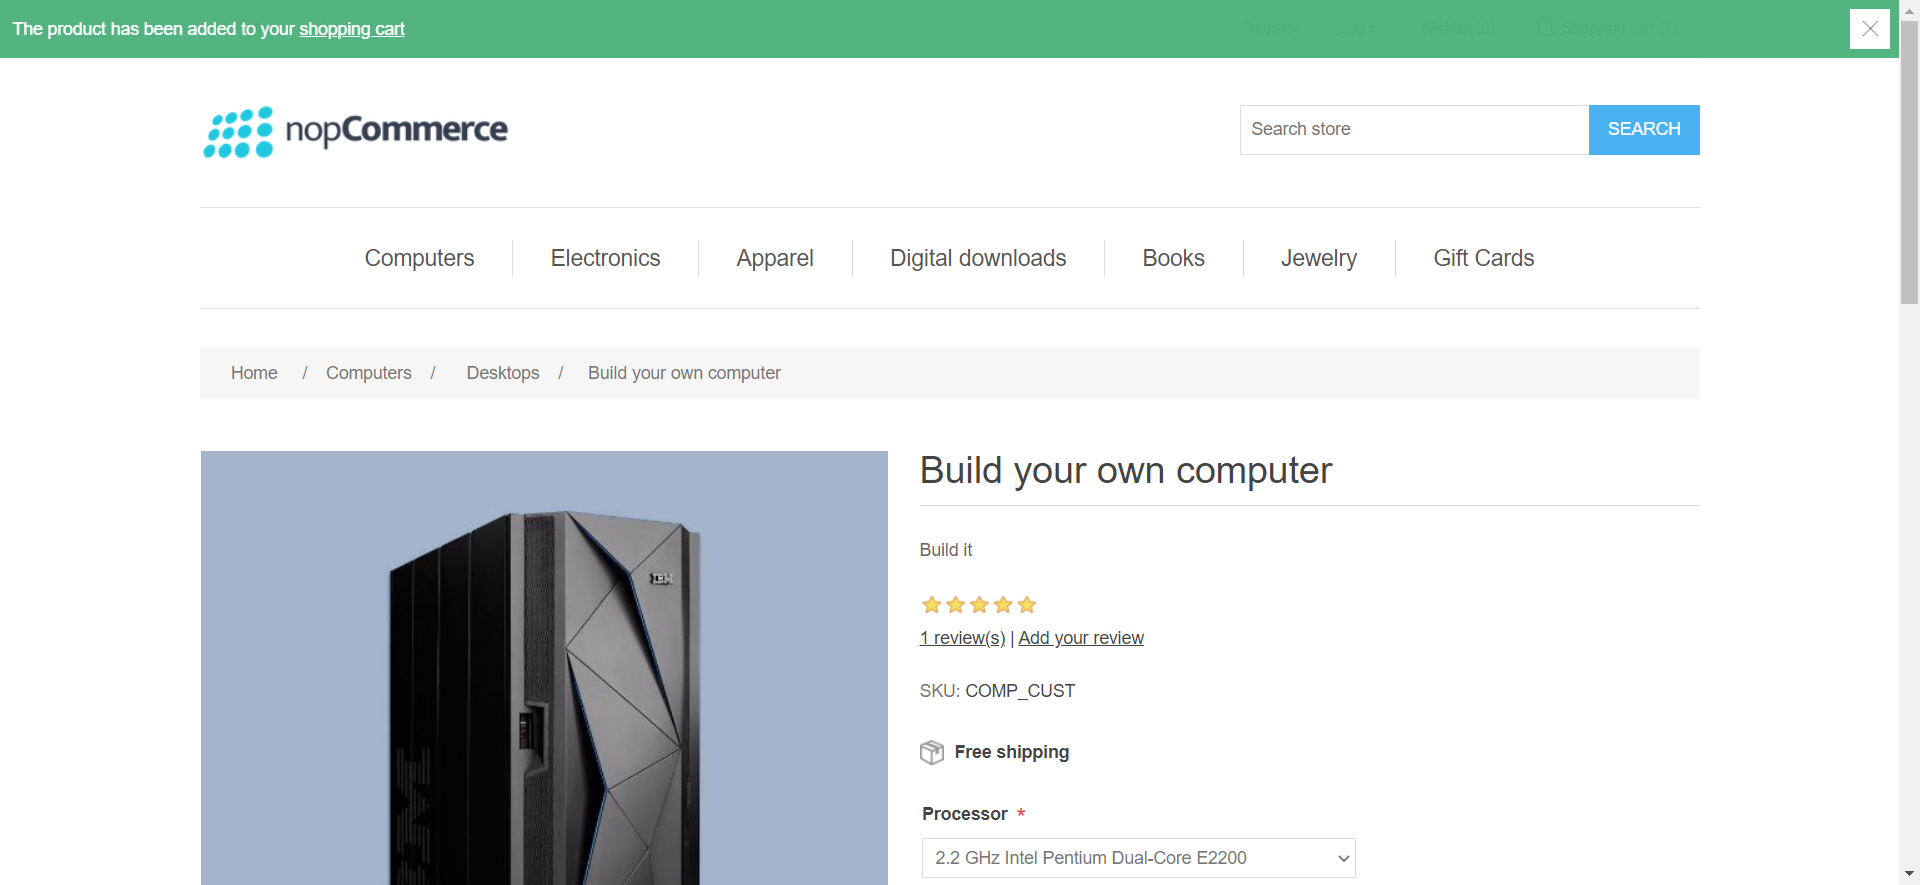 The product has been added to your shopping cart
Register Log in Wishlist (0) Shopping cart (1)
nopCommerce
Search store
SEARCH
Computers
Electronics
Apparel
Digital downloads
Books
Jewelry
Gift Cards
Home / Computers / Desktops / Build your own computer
Build your own computer
IBM
Build it
1 review(s) | Add your review
SKU: COMP_CUST
Free shipping
Processor *
2.2 GHz Intel Pentium Dual-Core E2200
IBM